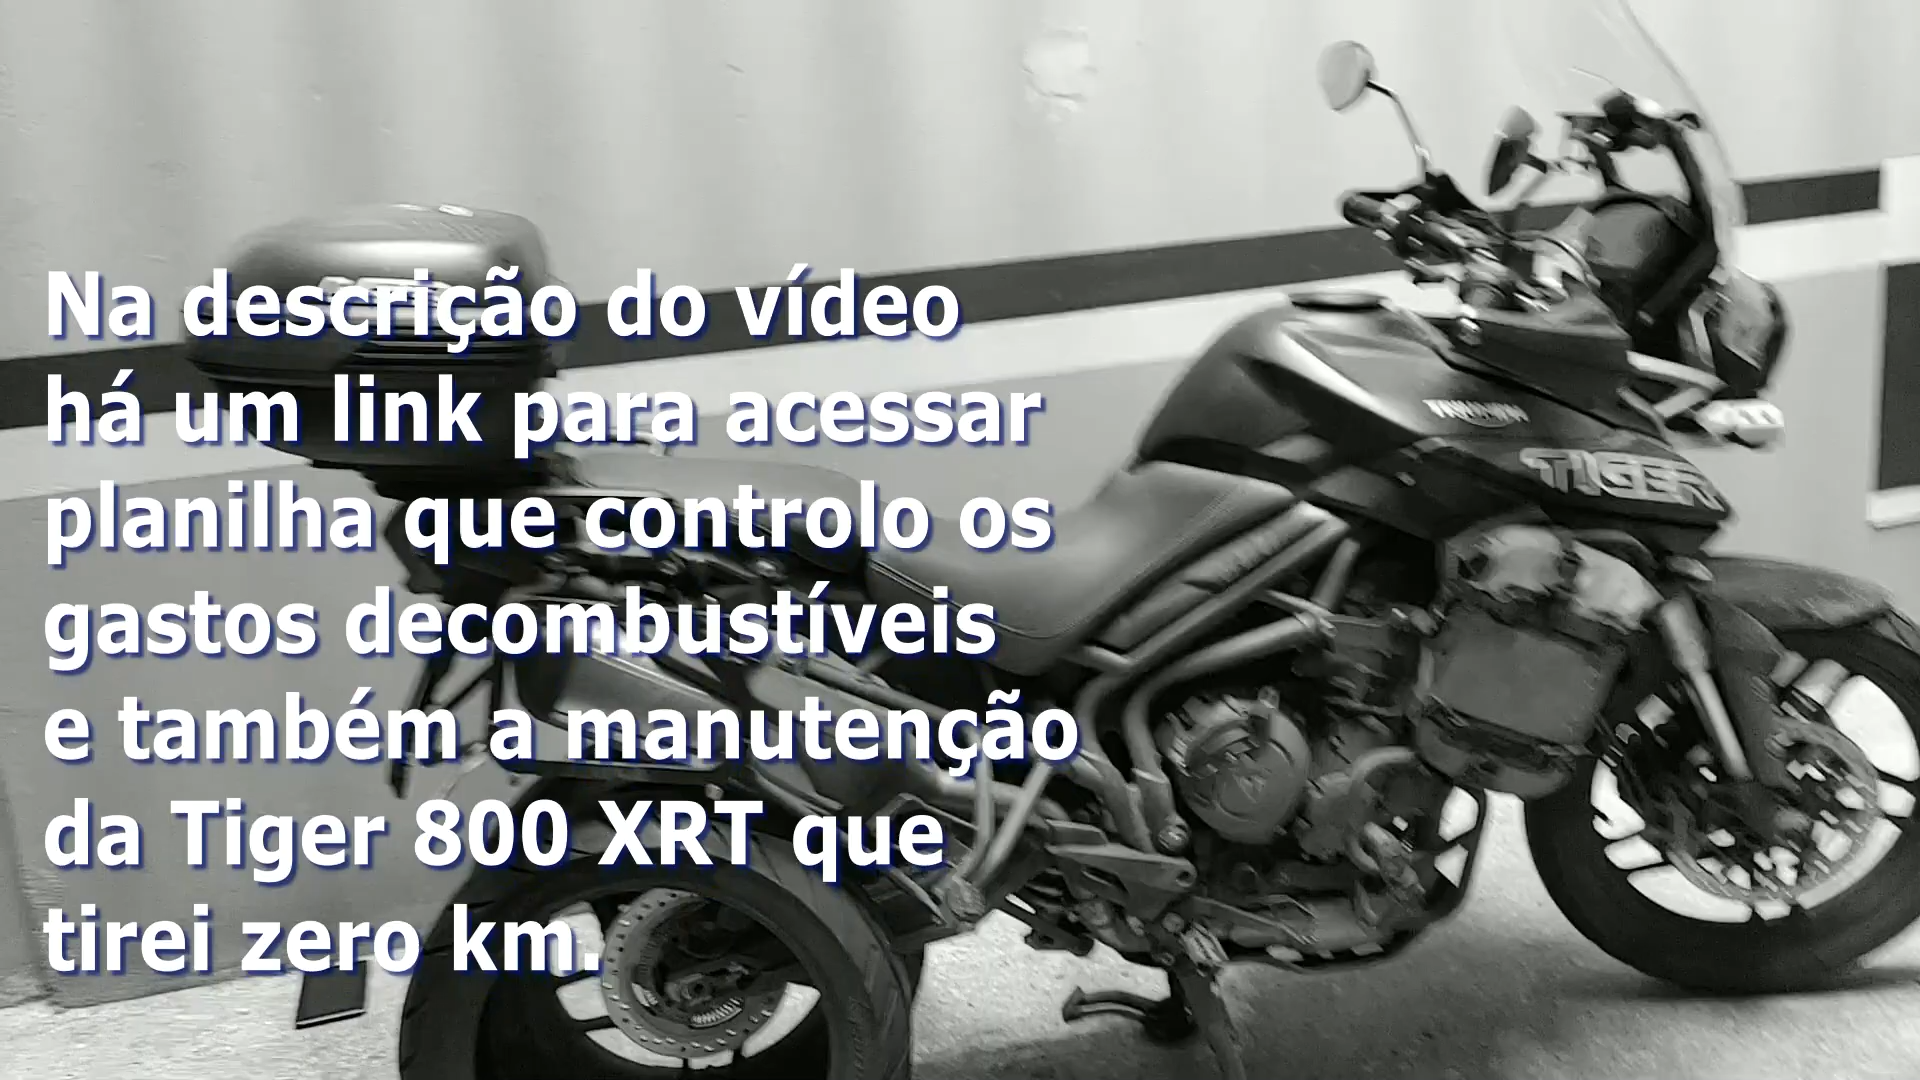 Na descrição do vídeo
há um link para acessar
planilha que controlo os
gastos decombustíveis
e também a manutenção
da Tiger 800 XRT que
tirei zero km.
TRIUMPH
TIGER